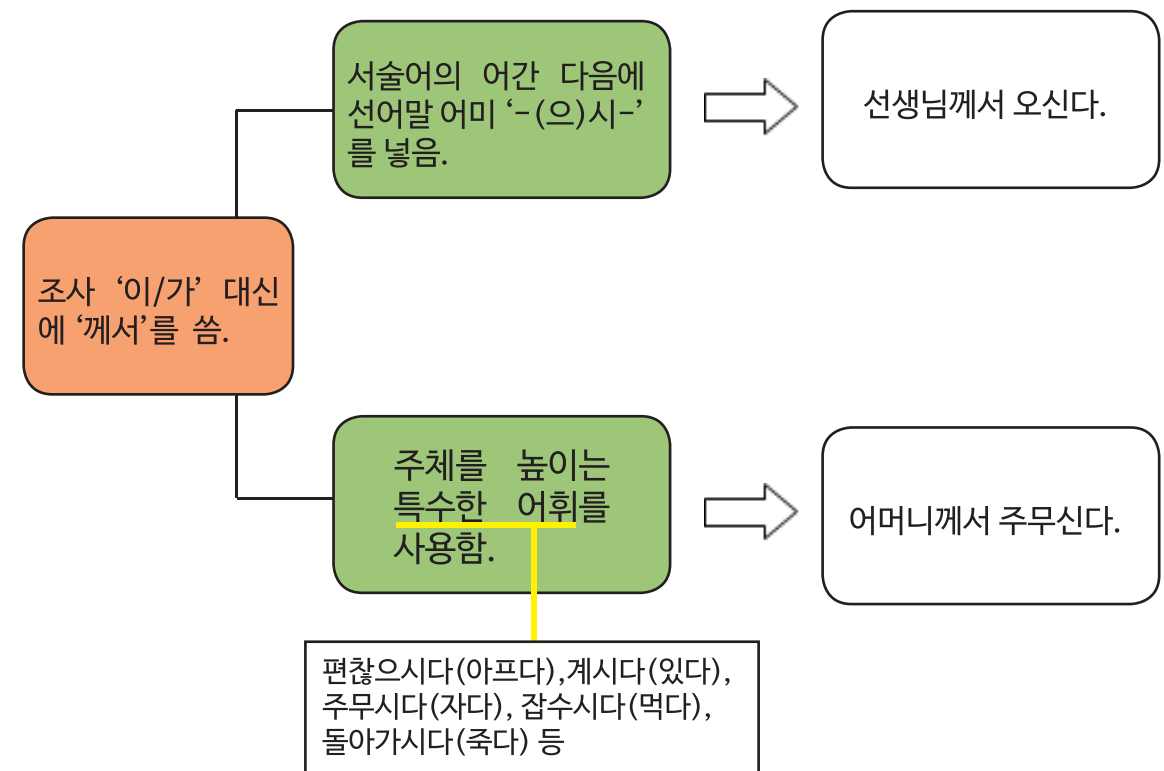 서술어의 어간 다음에
선어말 어미 ‘-(으)시-’
를 넣음.
선생님께서 오신다.
조사 ‘이/가’ 대신
에 ‘께서’를 씀.
주체를 높이는
특수한 어휘를
사용함.
어머니께서 주무신다.
편찮으시다(아프다),계시다(있다),
주무시다(자다), 잡수시다(먹다),
돌아가시다(죽다) 등